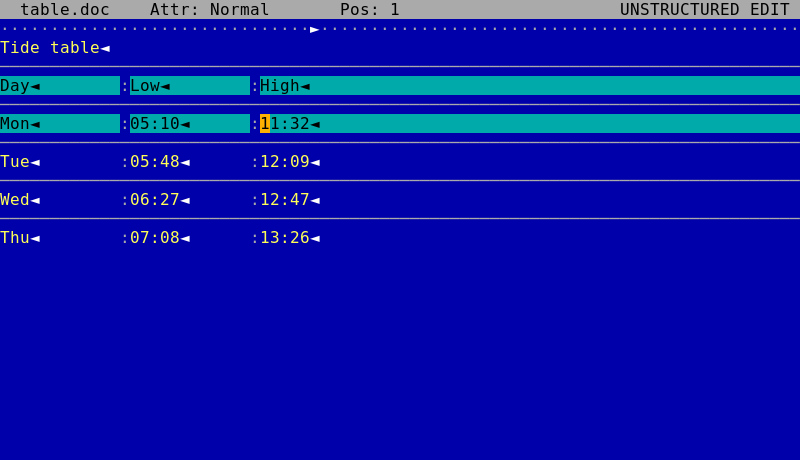 table.doc Attr: Normal Pos: 1 UNSTRUCTURED EDIT
Tide table◄
Day◄ :Low◄ :High◄
Mon◄ :05:10◄ :11:32◄
Tue◄ :05:48◄ :12:09◄
Wed◄ :06:27◄ :12:47◄
Thu◄ :07:08◄ :13:26◄